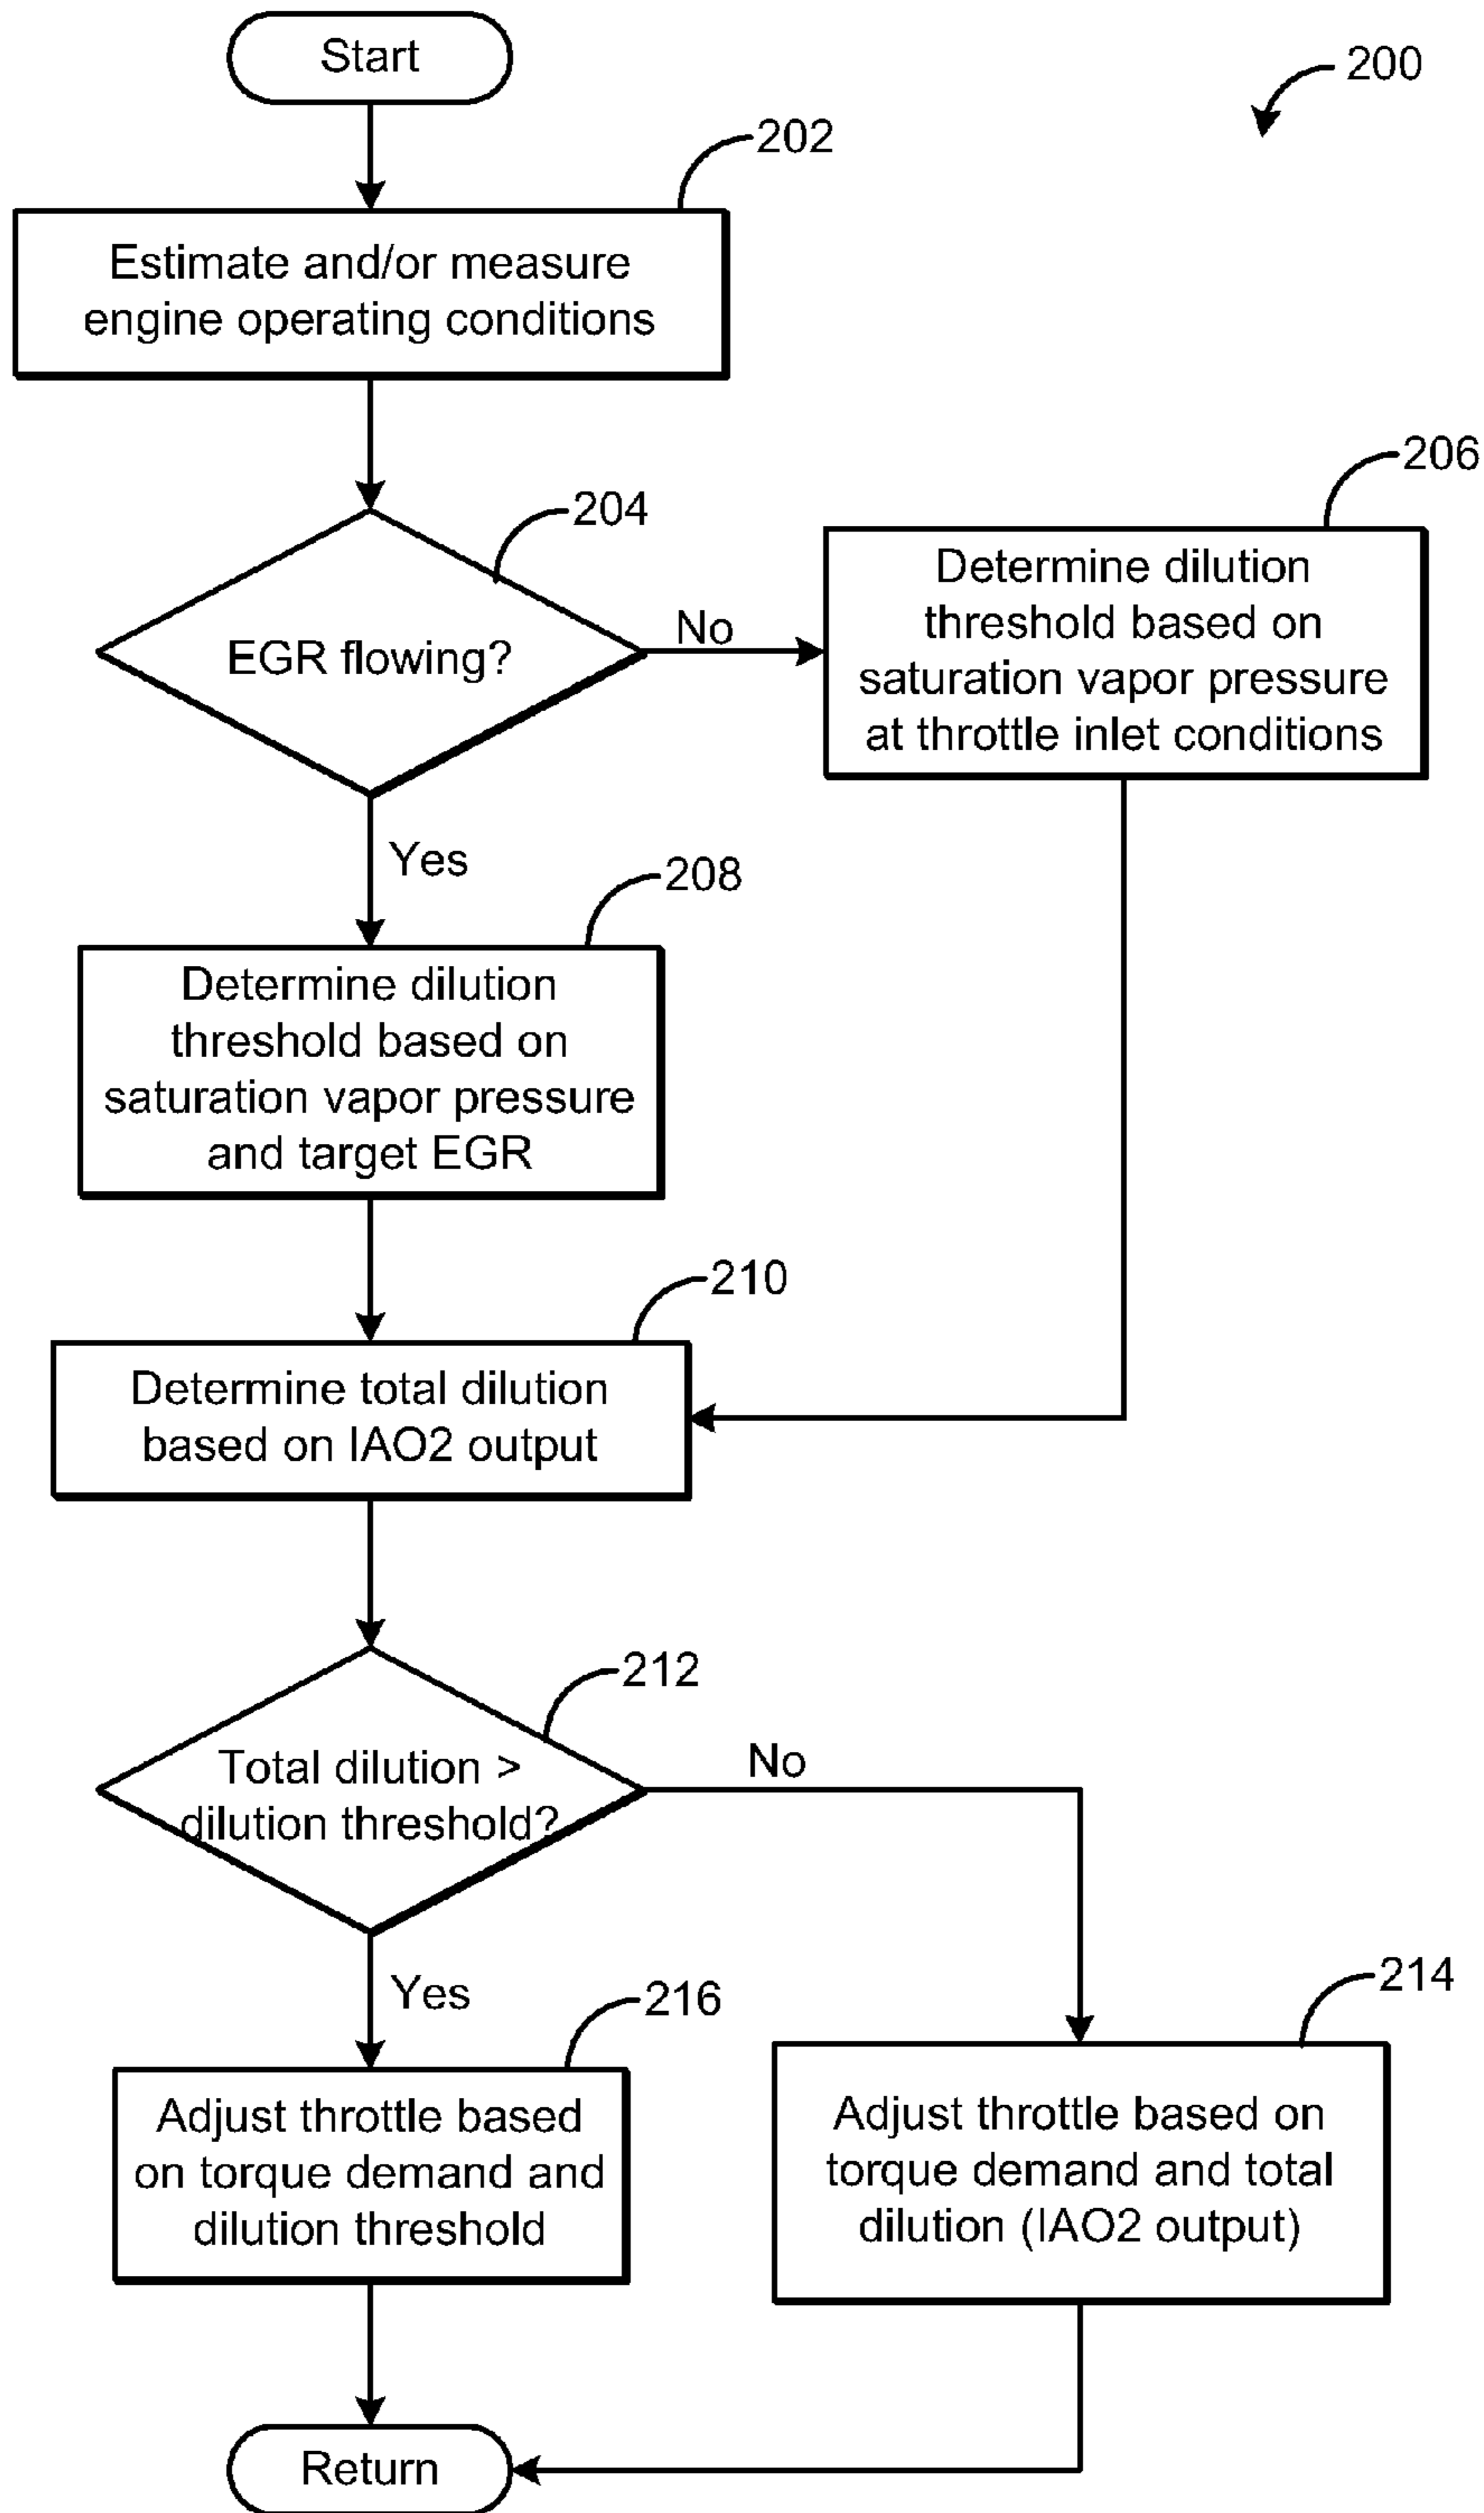 Start
200
202
Estimate and/or measure
engine operating conditions
204
EGR flowing?
No
206
Determine dilution
threshold based on
saturation vapor pressure
at throttle inlet conditions
Yes
208
Determine dilution
threshold based on
saturation vapor pressure
and target EGR
210
Determine total dilution
based on IAO2 output
212
Total dilution >
dilution threshold?
No
Yes
216
Adjust throttle based
on torque demand and
dilution threshold
214
Adjust throttle based on
torque demand and total
dilution (IAO2 output)
Return